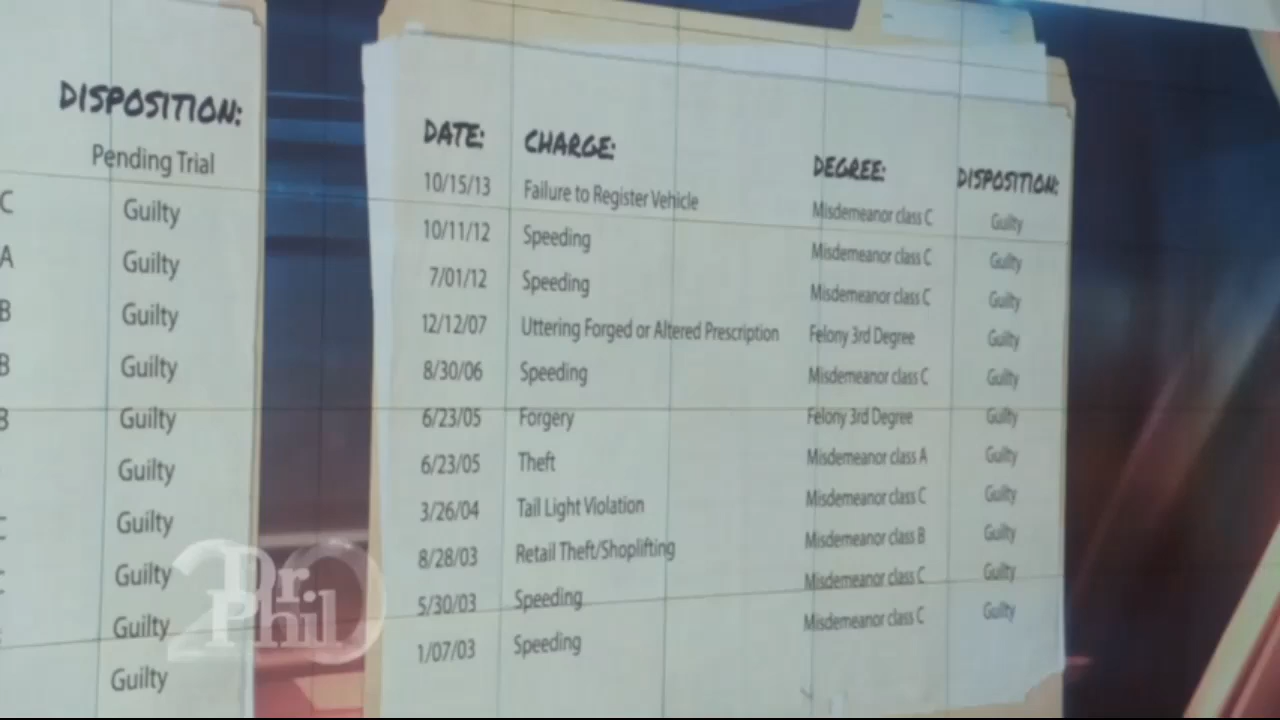 DISPOSITION:
Pending Trial
C Guilty
A Guilty
B Guilty
B Guilty
B Guilty
Guilty
Guilty
Guilty
Guilty
Guilty
DATE: CHARGE: DEGREE: DISPOSITION:
10/15/13 Failure to Register Vehicle Misdemeanor class C Guilty
10/11/12 Speeding Misdemeanor class C Guilty
7/01/12 Speeding Misdemeanor class C Guilty
12/12/07 Uttering Forged or Altered Prescription Felony 3rd Degree Guilty
8/30/06 Speeding Misdemeanor class C Guilty
6/23/05 Forgery Felony 3rd Degree Guilty
6/23/05 Theft Misdemeanor class A Guilty
3/26/04 Tail Light Violation Misdemeanor class C Guilty
8/28/03 Retail Theft/Shoplifting Misdemeanor class B Guilty
5/30/03 Speeding Misdemeanor class C Guilty
1/07/03 Speeding Misdemeanor class C Guilty
20
Dr.
Phil